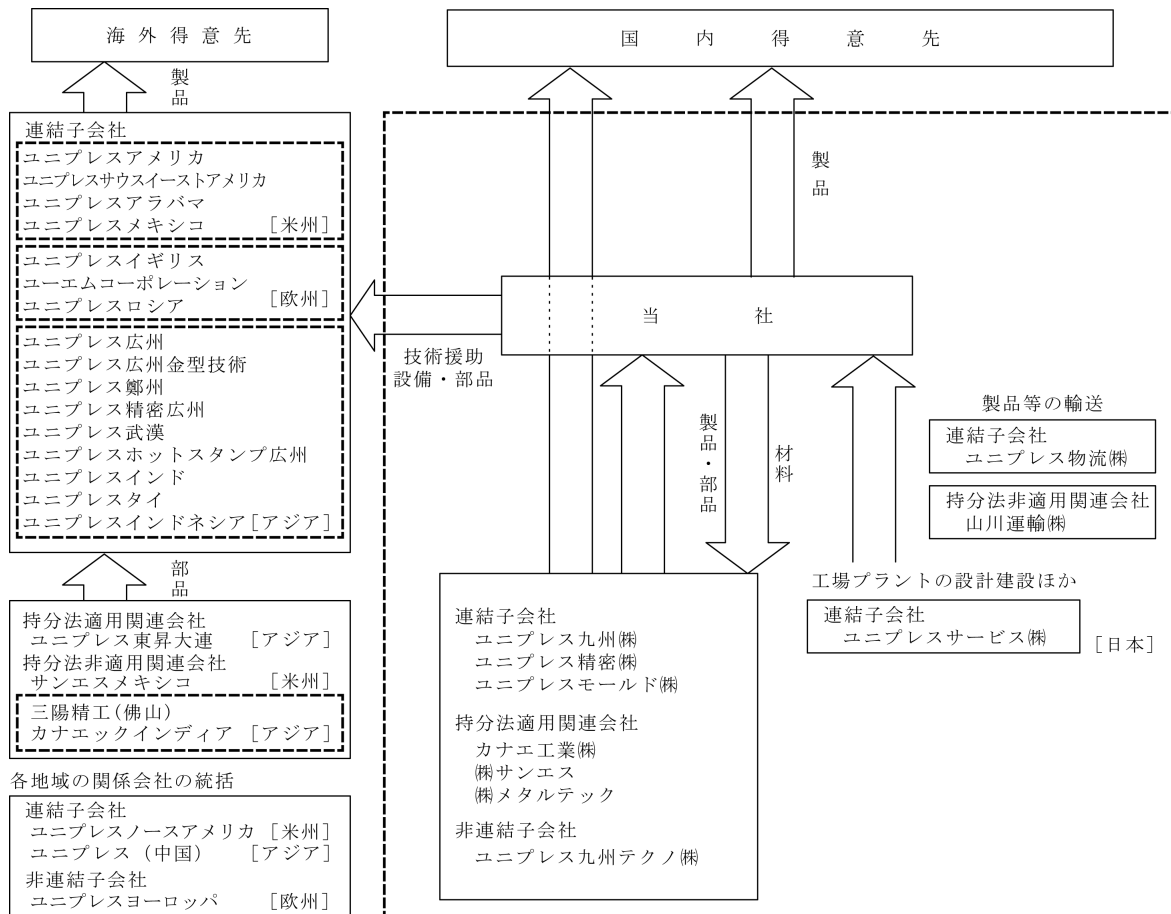 海外得意先
国内得意先
製品
連結子会社
ユニプレスアメリカ
ユニプレスサウスイーストアメリカ
ユニプレスアラバマ
ユニプレスメキシコ [米州]
ユニプレスイギリス
ユーエムコーポレーション
ユニプレスロシア [欧州]
ユニプレス広州
ユニプレス広州金型技術
ユニプレス鄭州
ユニプレス精密広州
ユニプレス武漢
ユニプレスホットスタンプ広州
ユニプレスインド
ユニプレスタイ
ユニプレスインドネシア[アジア]
部品
持分法適用関連会社
ユニプレス東昇大連 [アジア]
持分法非適用関連会社
サンエスメキシコ [米州]
三陽精工(佛山)
カナエックインディア [アジア]
各地域の関係会社の統括
連結子会社
ユニプレスノースアメリカ [米州]
ユニプレス(中国) [アジア]
非連結子会社
ユニプレスヨーロッパ [欧州]
製品
当社
技術援助
設備・部品
製品・部品
材料
製品等の輸送
連結子会社
ユニプレス物流㈱
持分法非適用関連会社
山川運輸㈱
工場プラントの設計建設ほか
連結子会社
ユニプレスサービス㈱
[日本]
連結子会社
ユニプレス九州㈱
ユニプレス精密㈱
ユニプレスモールド㈱
持分法適用関連会社
カナエ工業㈱
㈱サンエス
㈱メタルテック
非連結子会社
ユニプレス九州テクノ㈱